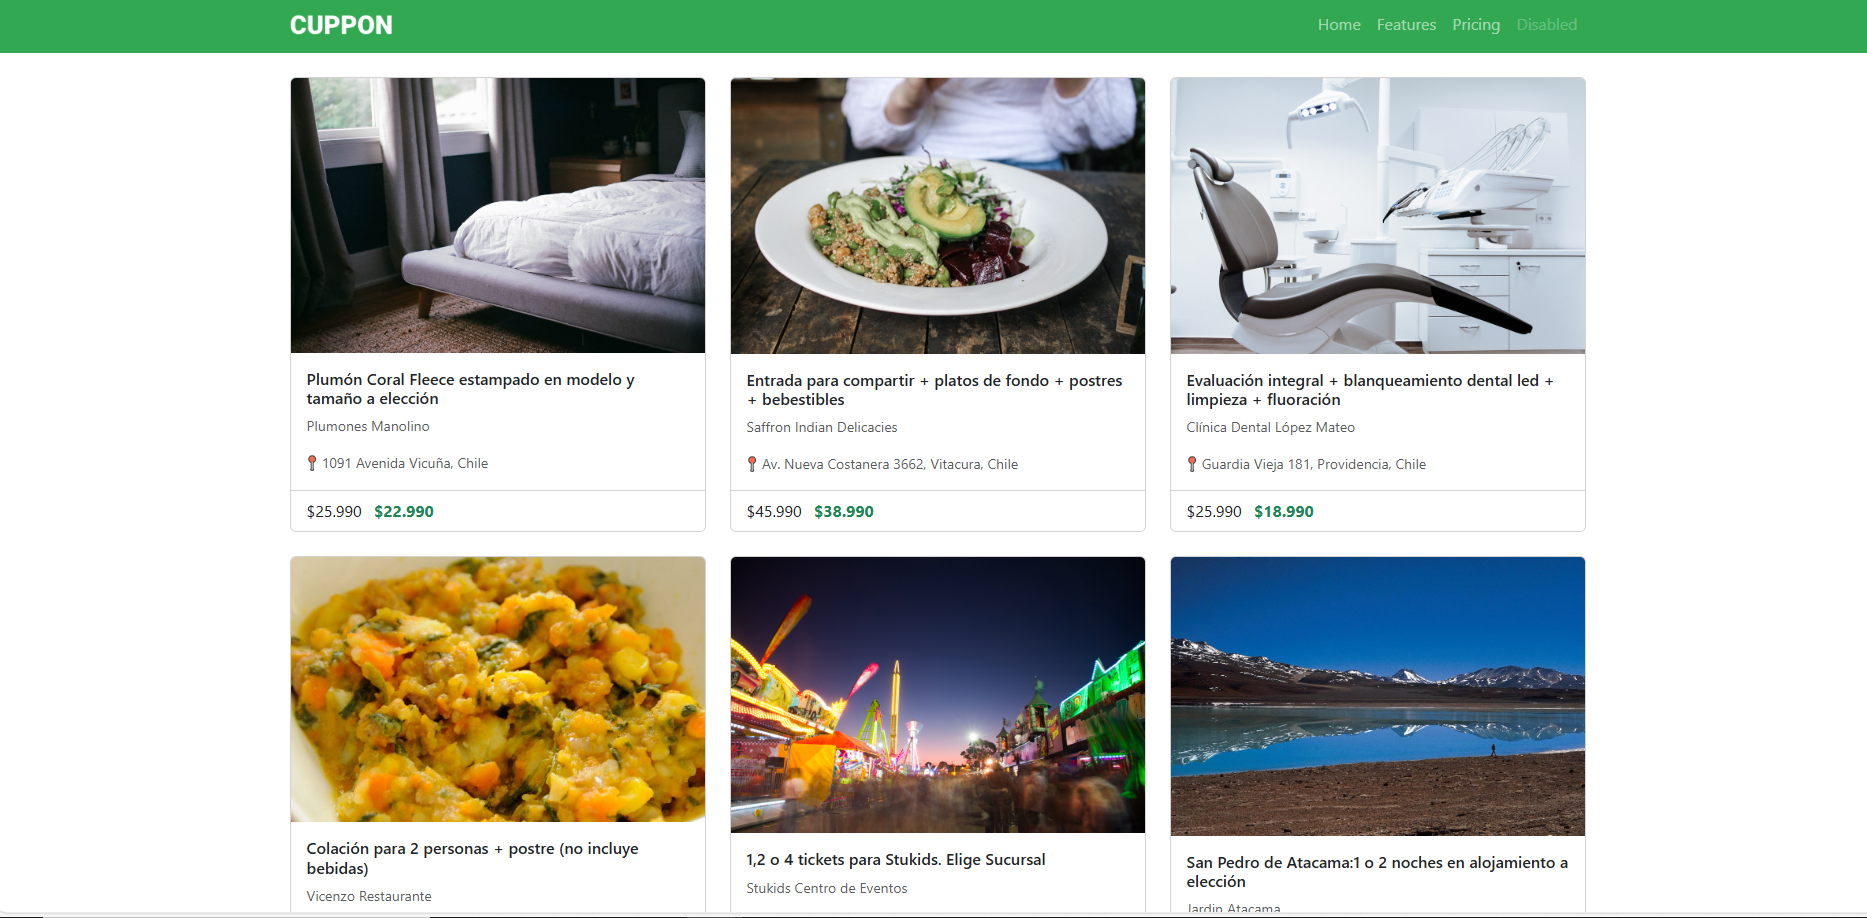 CUPPON
Home Features Pricing Disabled
Plumón Coral Fleece estampado en modelo y
tamaño a elección
Plumones Manolino
📍 1091 Avenida Vicuña, Chile
$25.990 $22.990
Entrada para compartir + platos de fondo + postres
+ bebestibles
Saffron Indian Delicacies
📍 Av. Nueva Costanera 3662, Vitacura, Chile
$45.990 $38.990
Evaluación integral + blanqueamiento dental led +
limpieza + fluoración
Clínica Dental López Mateo
📍 Guardia Vieja 181, Providencia, Chile
$25.990 $18.990
Colación para 2 personas + postre (no incluye
bebidas)
Vicenzo Restaurante
1,2 o 4 tickets para Stukids. Elige Sucursal
Stukids Centro de Eventos
San Pedro de Atacama:1 o 2 noches en alojamiento a
elección
Jardin Atacama